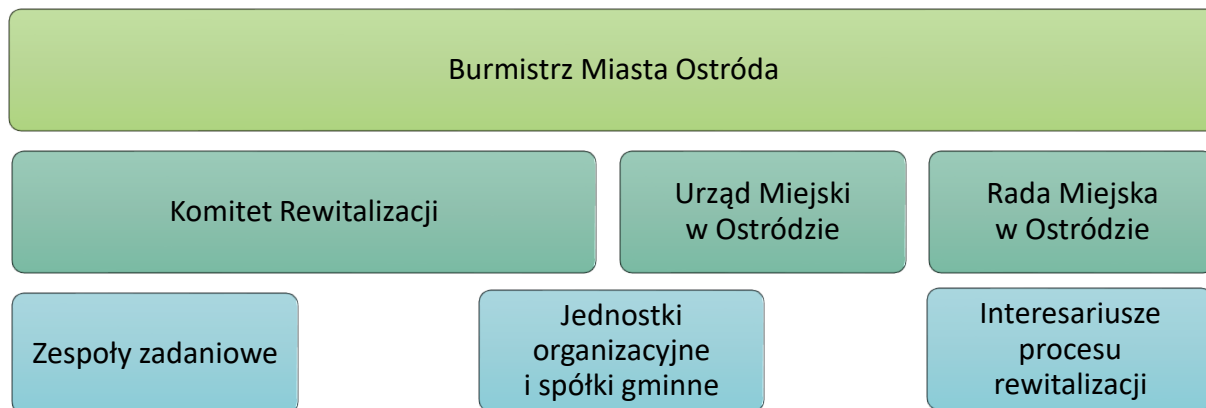 Burmistrz Miasta Ostróda
Komitet Rewitalizacji
Urząd Miejski
w Ostródzie
Rada Miejska
w Ostródzie
Zespoły zadaniowe
Jednostki
organizacyjne
i spółki gminne
Interesariusze
procesu
rewitalizacji